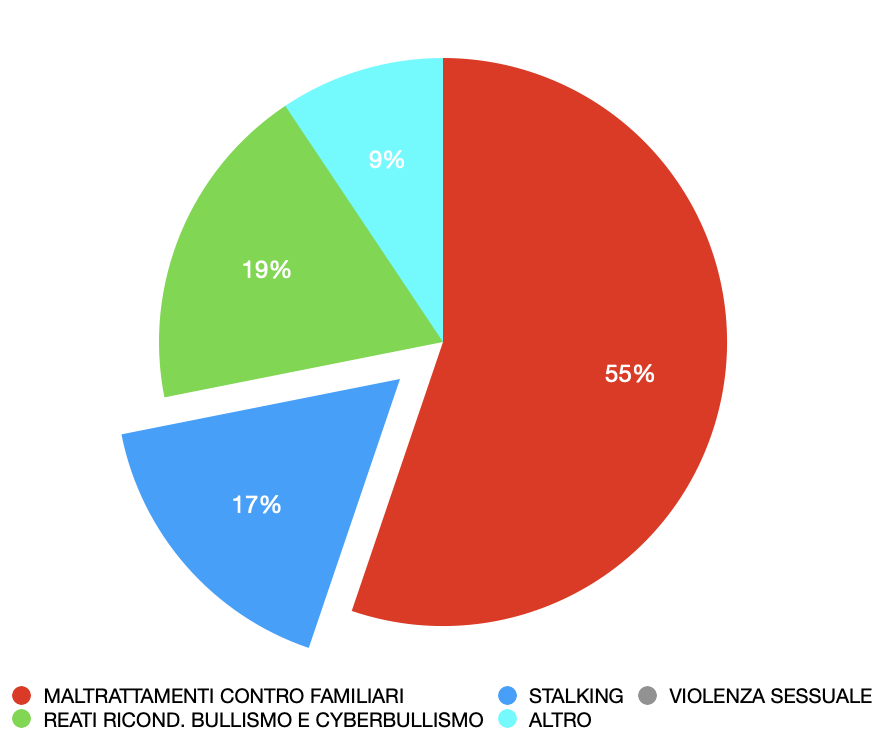 9%
19%
55%
17%
MALTRATTAMENTI CONTRO FAMILIARI
STALKING
VIOLENZA SESSUALE
REATI RICOND. BULLISMO E CYBERBULLISMO
ALTRO